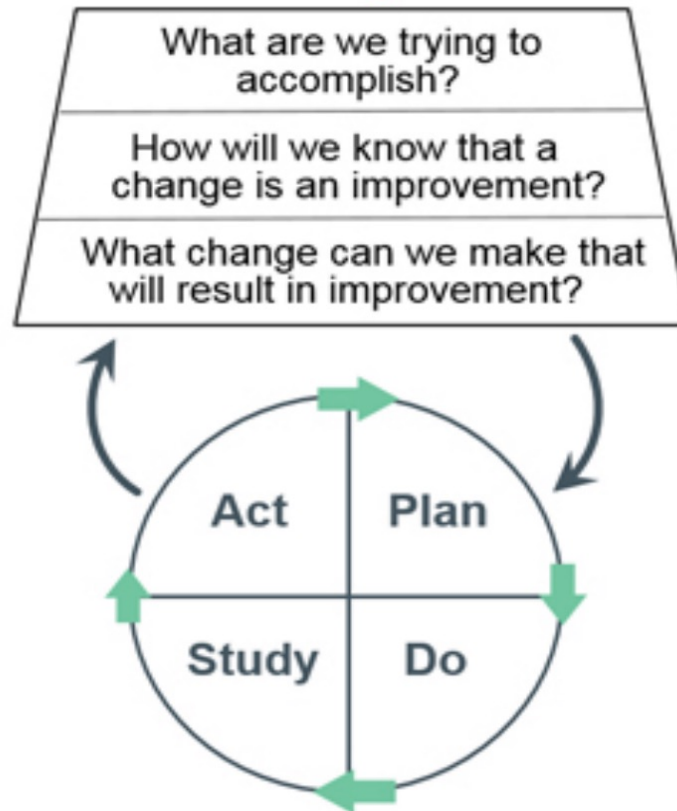 What are we trying to
accomplish?
How will we know that a
change is an improvement?
What change can we make that
will result in improvement?
Act
Plan
Study
Do